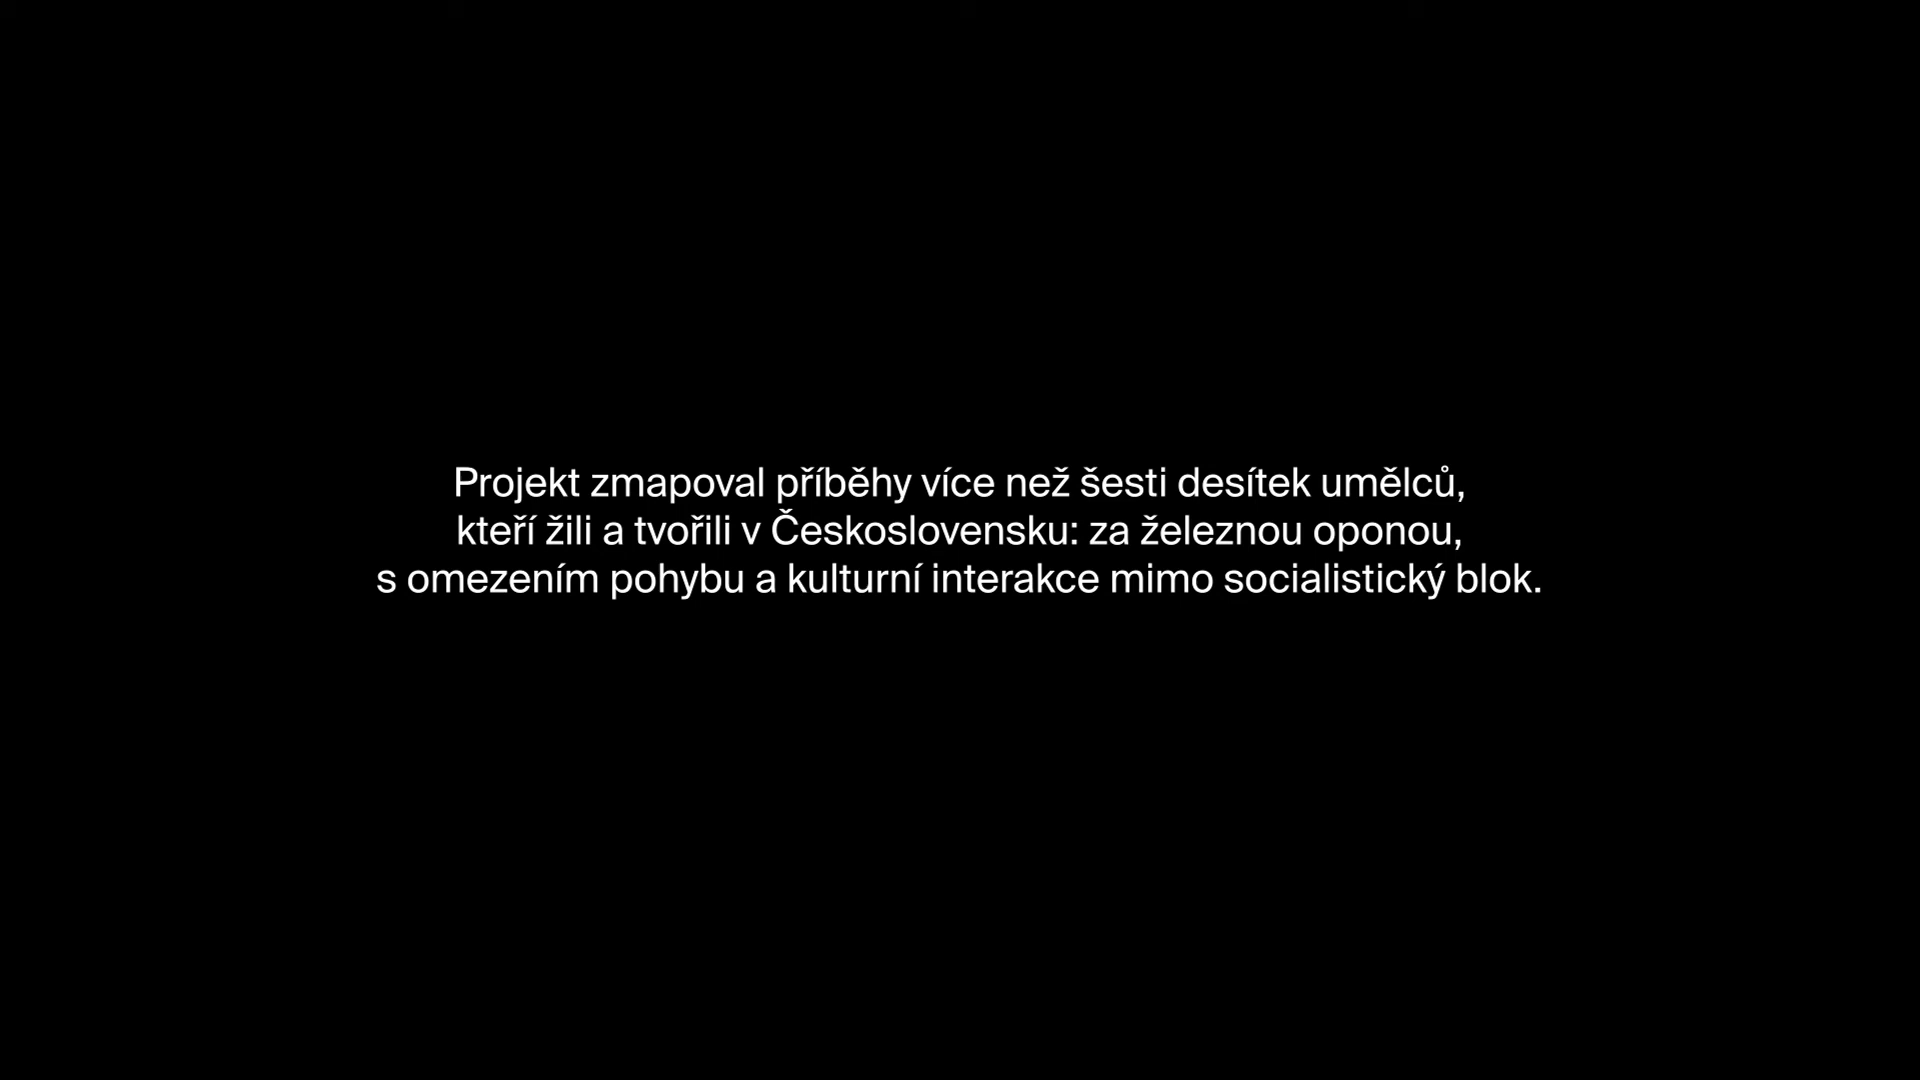 Projekt zmapoval příběhy více než šesti desítek umělců,
kteří žili a tvořili v Československu: za železnou oponou,
s omezením pohybu a kulturní interakce mimo socialistický blok.